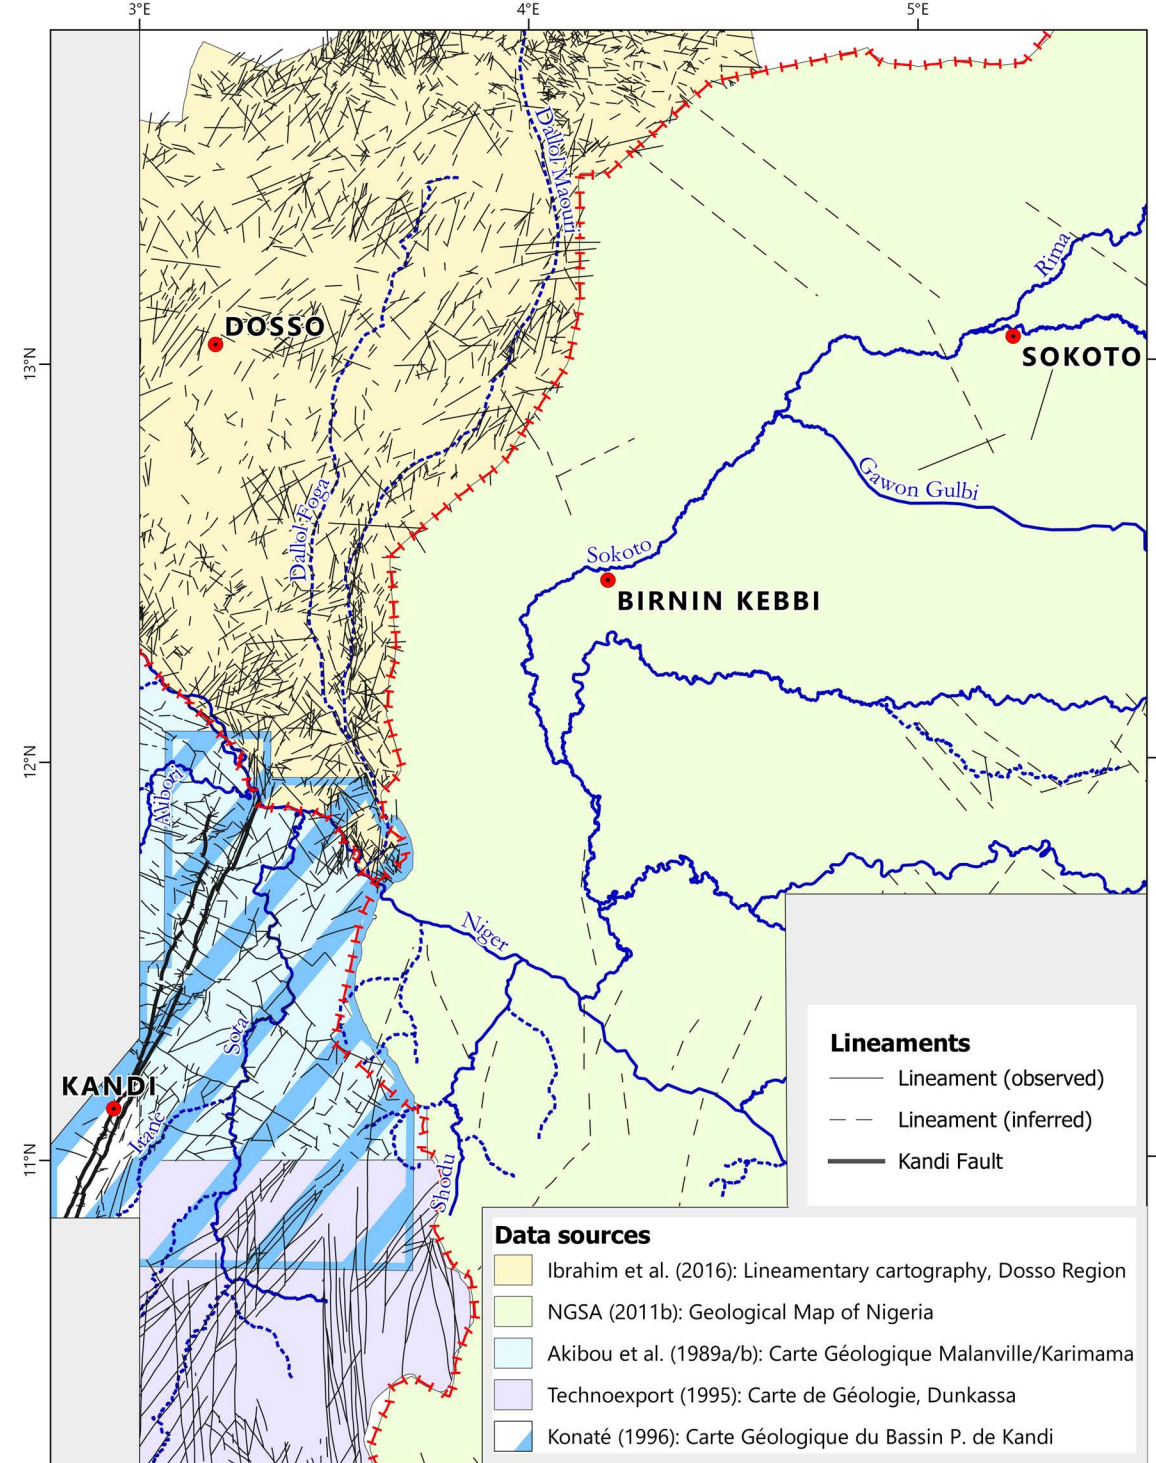 3°E
4°E
5°E
Dallol Maouri
Rima
DOSSO
13°N
SOKOTO
Gawon Gulbi
Dallol Foga
Sokoto
BIRNIN KEBBI
12°N
Alibori
Niger
Sota
KANDI
Irane
11°N
Shodu
Lineaments
Lineament (observed)
Lineament (inferred)
Kandi Fault
Data sources
Ibrahim et al. (2016): Lineamentary cartography, Dosso Region
NGSA (2011b): Geological Map of Nigeria
Akibou et al. (1989a/b): Carte Géologique Malanville/Karimama
Technoexport (1995): Carte de Géologie, Dunkassa
Konaté (1996): Carte Géologique du Bassin P. de Kandi